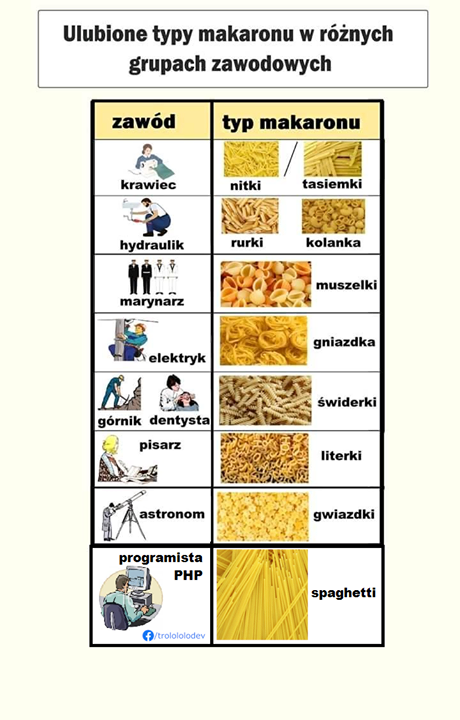 Ulubione typy makaronu w różnych
grupach zawodowych
zawód
typ makaronu
krawiec
nitki / tasiemki
hydraulik
rurki
kolanka
marynarz
muszelki
elektryk
gniazdka
górnik
dentysta
świderki
pisarz
literki
astronom
gwiazdki
programista
PHP
spaghetti
/trolololodev